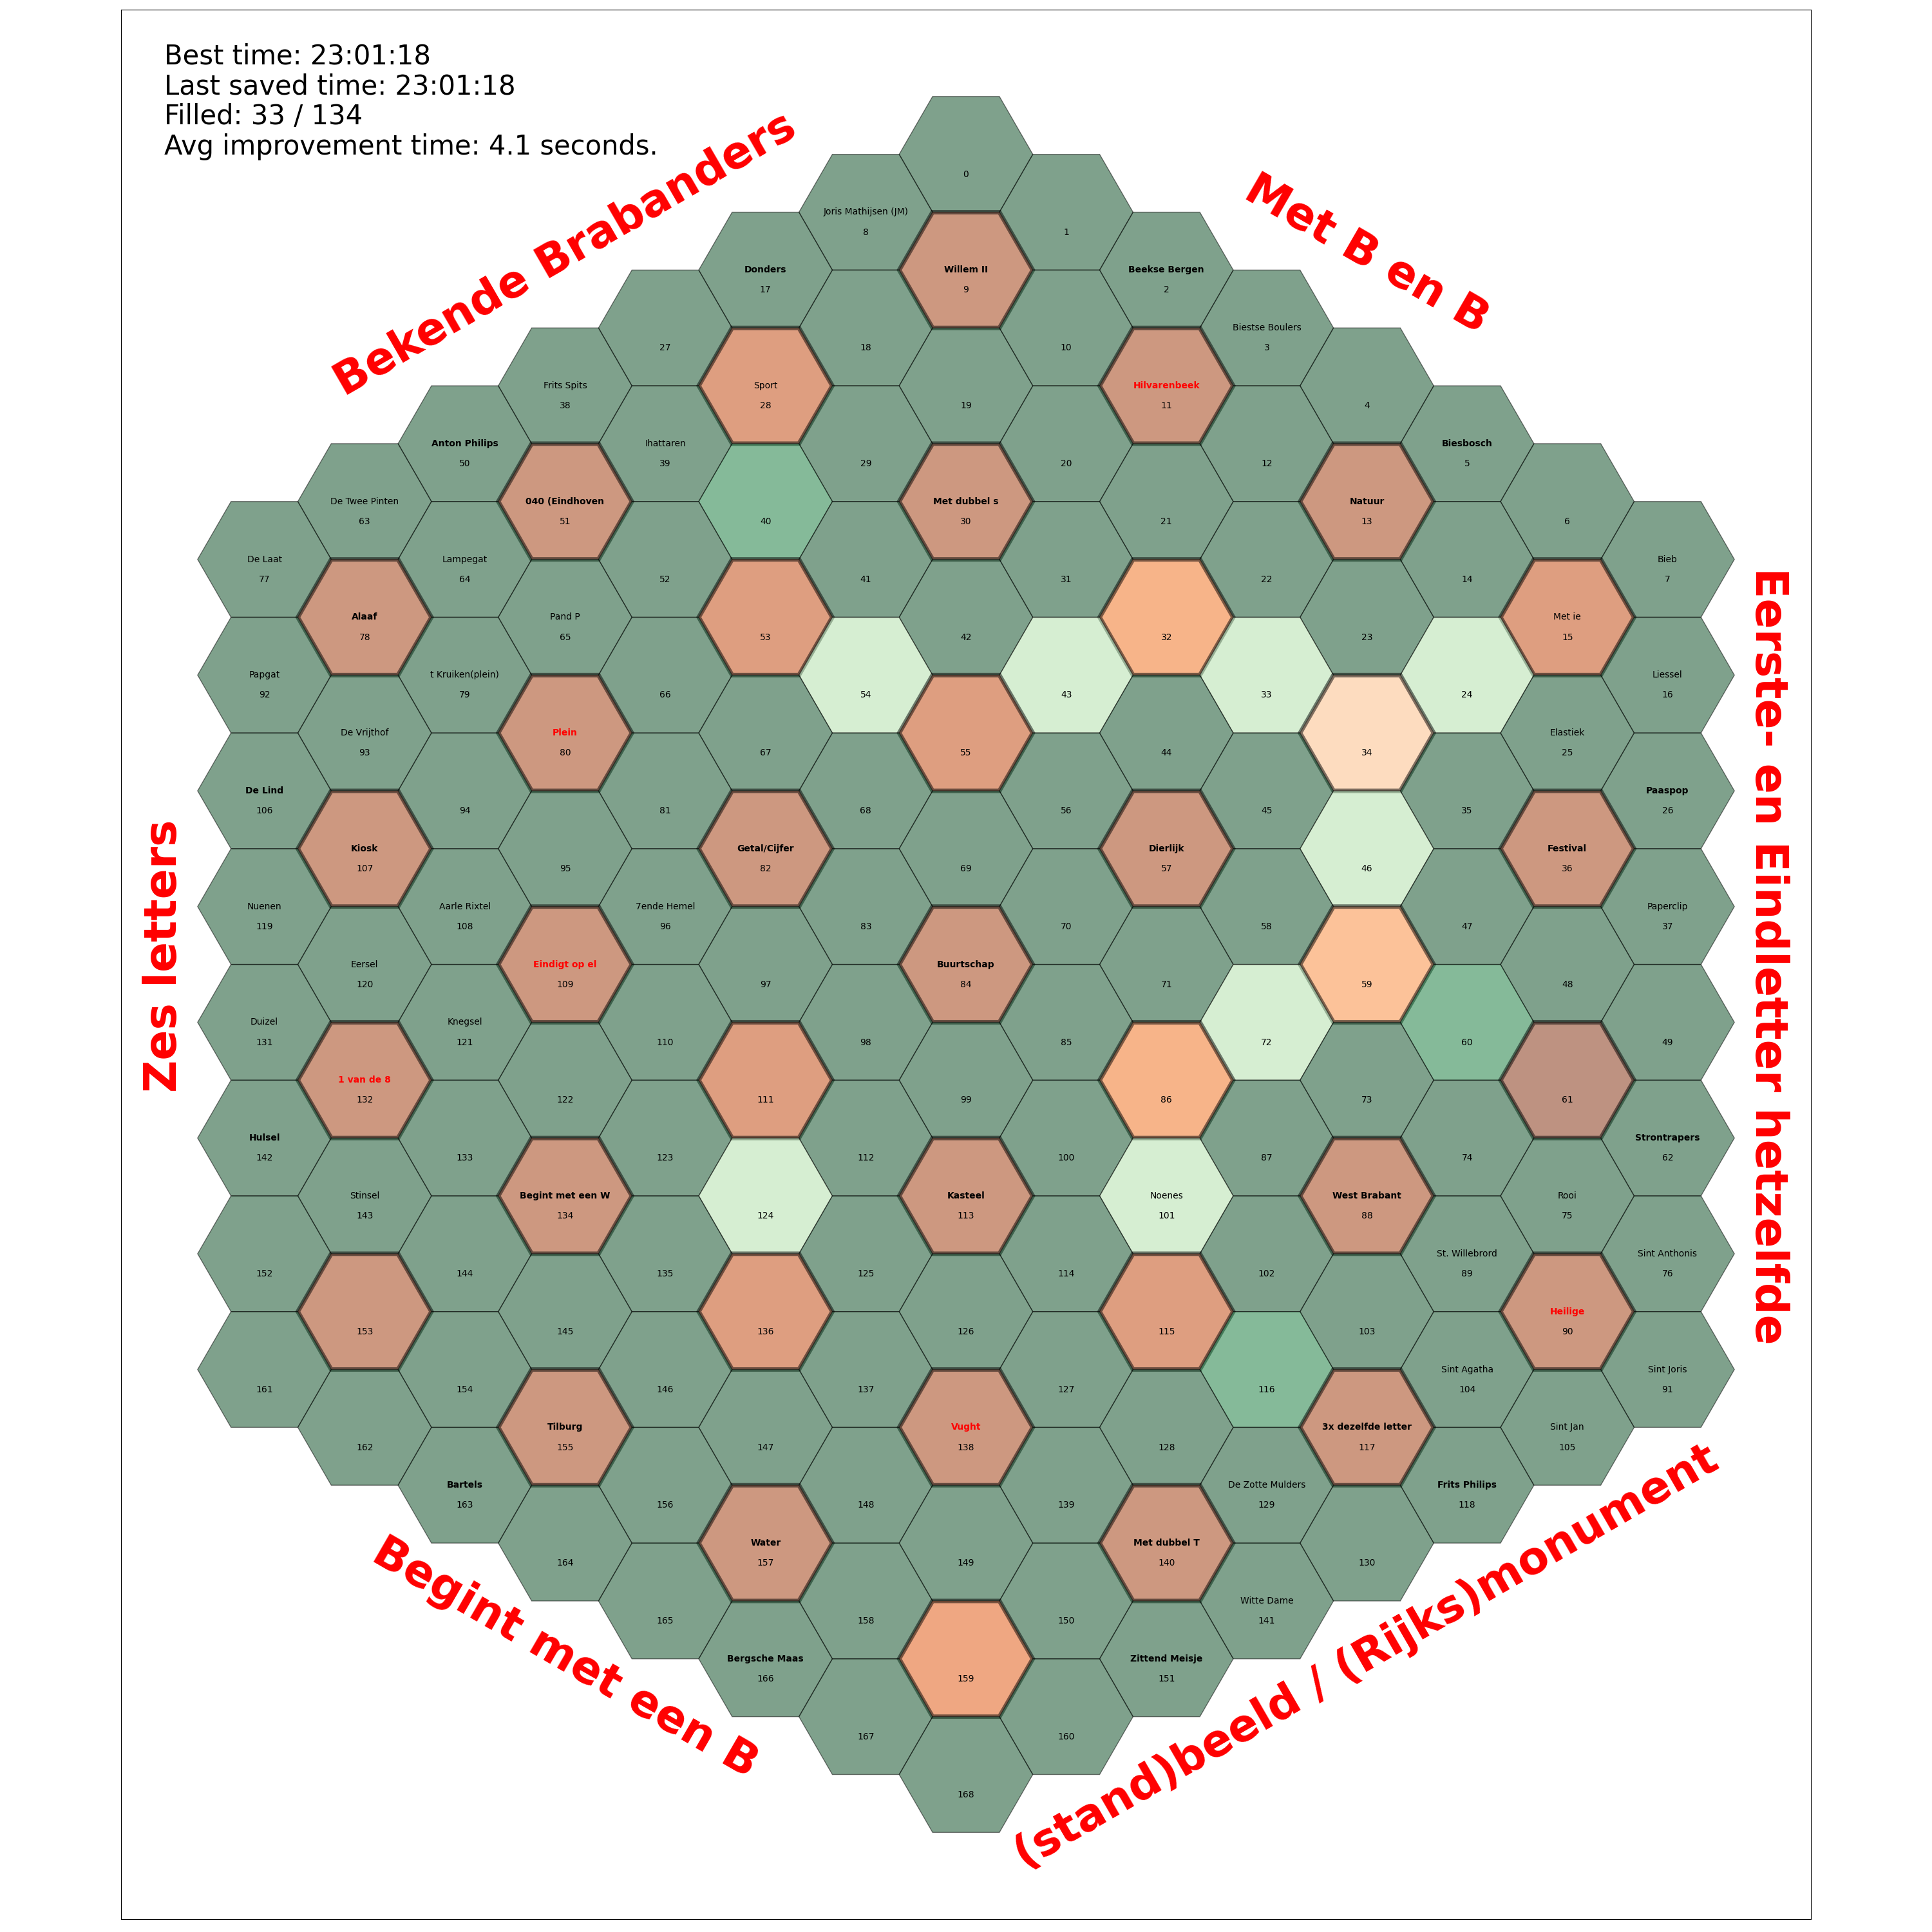 Best time: 23:01:18
Last saved time: 23:01:18
Filled: 33 / 134
Avg improvement time: 4.1 seconds.
Bekende Brabanders
Met B en B
Eerste- en Eindletter hetzelfde
(stand)beeld / (Rijks)monument
Begint met een B
Zes letters
0
1
Beekse Bergen
2
Biestse Boulers
3
4
Biesbosch
5
6
Bieb
7
Joris Mathijsen (JM)
8
Willem II
9
10
Hilvarenbeek
11
12
Natuur
13
14
Met ie
15
Liessel
16
Donders
17
18
19
20
21
22
23
24
Elastiek
25
Paaspop
26
27
Sport
28
29
Met dubbel s
30
31
32
33
34
35
Festival
36
Paperclip
37
Frits Spits
38
Ihattaren
39
40
41
42
43
44
45
46
47
48
49
Anton Philips
50
040 (Eindhoven
51
52
53
54
55
56
Dierlijk
57
58
59
60
61
Strontrapers
62
De Twee Pinten
63
Lampegat
64
Pand P
65
66
67
68
69
70
71
72
73
74
Rooi
75
Sint Anthonis
76
De Laat
77
Alaaf
78
t Kruiken(plein)
79
Plein
80
81
Getal/Cijfer
82
83
Buurtschap
84
85
86
87
West Brabant
88
St. Willebrord
89
Heilige
90
Sint Joris
91
Papgat
92
De Vrijthof
93
94
95
7ende Hemel
96
97
98
99
100
Noenes
101
102
103
Sint Agatha
104
Sint Jan
105
De Lind
106
Kiosk
107
Aarle Rixtel
108
Eindigt op el
109
110
111
112
Kasteel
113
114
115
116
3x dezelfde letter
117
Frits Philips
118
Nuenen
119
Eersel
120
Knegsel
121
122
123
124
125
126
127
128
De Zotte Mulders
129
130
Duizel
131
1 van de 8
132
133
Begint met een W
134
135
136
137
Vught
138
139
Met dubbel T
140
Witte Dame
141
Hulsel
142
Stinsel
143
144
145
146
147
148
149
150
Zittend Meisje
151
152
153
154
Tilburg
155
156
Water
157
158
159
160
161
162
Bartels
163
164
165
Bergsche Maas
166
167
168